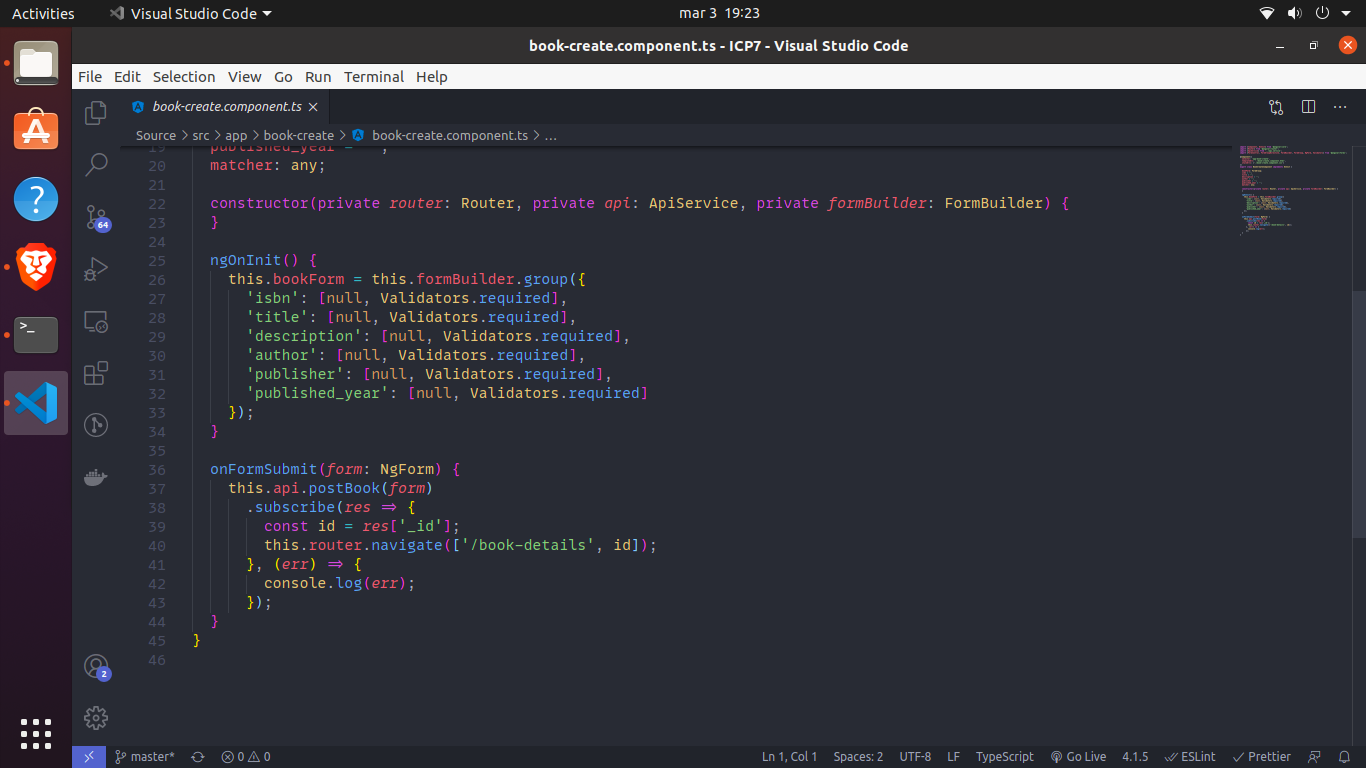 Activities Visual Studio Code mar 3 19:23
book-create.component.ts - ICP7 - Visual Studio Code
File Edit Selection View Go Run Terminal Help
book-create.component.ts
Source > src > app > book-create > book-create.component.ts > ...
19 published_year = '';
20 matcher: any;
21
22 constructor(private router: Router, private api: ApiService, private formBuilder: FormBuilder) {
23 }
24
25 ngOnInit() {
26 this.bookForm = this.formBuilder.group({
27 'isbn': [null, Validators.required],
28 'title': [null, Validators.required],
29 'description': [null, Validators.required],
30 'author': [null, Validators.required],
31 'publisher': [null, Validators.required],
32 'published_year': [null, Validators.required]
33 });
34 }
35
36 onFormSubmit(form: NgForm) {
37 this.api.postBook(form)
38 .subscribe(res => {
39 const id = res['_id'];
40 this.router.navigate(['/book-details', id]);
41 }, (err) => {
42 console.log(err);
43 });
44 }
45 }
46
64
2
master* 0 0 Ln 1, Col 1 Spaces: 2 UTF-8 LF TypeScript Go Live 4.1.5 ESLint Prettier